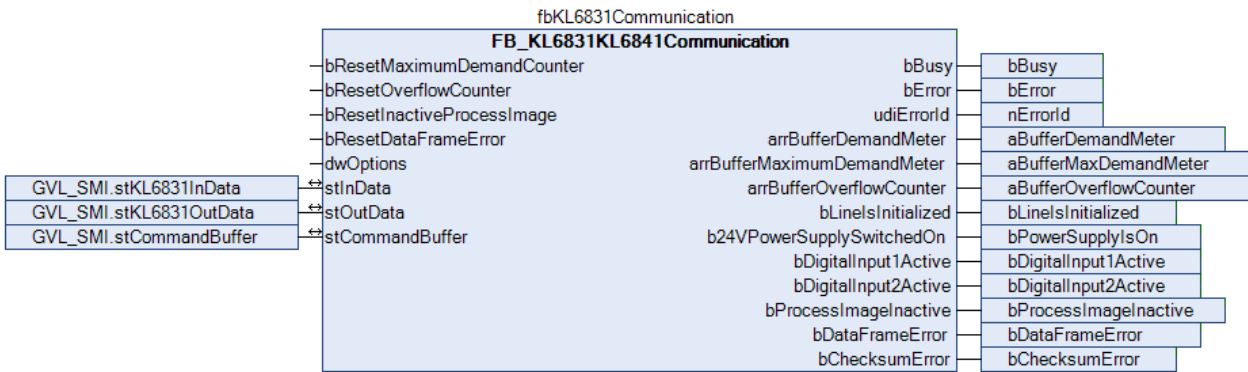 fbKL6831Communication
FB_KL6831KL6841Communication
bResetMaximumDemandCounter bBusy bBusy
bResetOverflowCounter bError bError
bResetInactiveProcessImage udiErrorId nErrorId
bResetDataFrameError arrBufferDemandMeter aBufferDemandMeter
dwOptions arrBufferMaximumDemandMeter aBufferMaxDemandMeter
GVL_SMI.stKL6831InData stInData arrBufferOverflowCounter aBufferOverflowCounter
GVL_SMI.stKL6831OutData stOutData bLineIsInitialized bLineIsInitialized
GVL_SMI.stCommandBuffer stCommandBuffer b24VPowerSupplySwitchedOn bPowerSupplyIsOn
bDigitalInput1Active bDigitalInput1Active
bDigitalInput2Active bDigitalInput2Active
bProcessImageInactive bProcessImageInactive
bDataFrameError bDataFrameError
bChecksumError bChecksumError